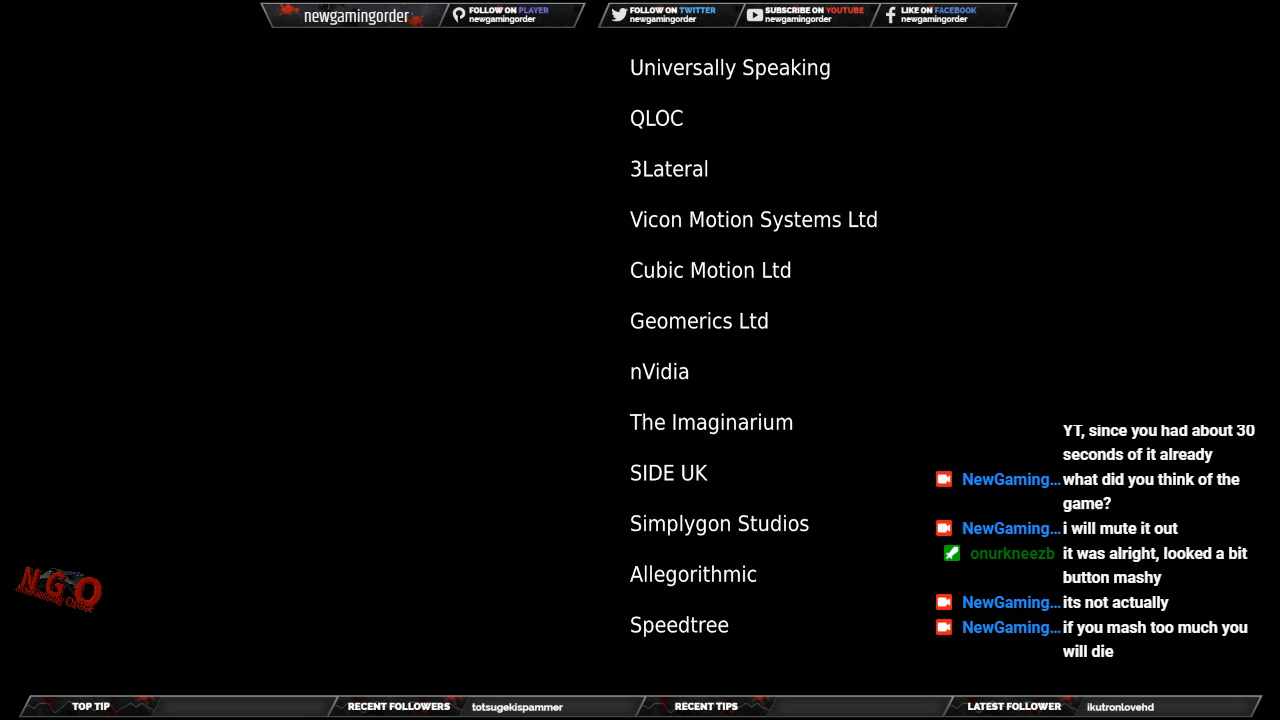 newgamingorder
FOLLOW ON PLAYER
newgamingorder
FOLLOW ON TWITTER
newgamingorder
SUBSCRIBE ON YOUTUBE
newgamingorder
LIKE ON FACEBOOK
newgamingorder
Universally Speaking
QLOC
3Lateral
Vicon Motion Systems Ltd
Cubic Motion Ltd
Geomerics Ltd
nVidia
The Imaginarium
SIDE UK
Simplygon Studios
Allegorithmic
Speedtree
YT, since you had about 30
seconds of it already
NewGaming... what did you think of the
game?
NewGaming... i will mute it out
onurkneezb it was alright, looked a bit
button mashy
NewGaming... its not actually
NewGaming... if you mash too much you
will die
NGO
TOP TIP
RECENT FOLLOWERS totsugekispammer
RECENT TIPS
LATEST FOLLOWER ikutronlovehd